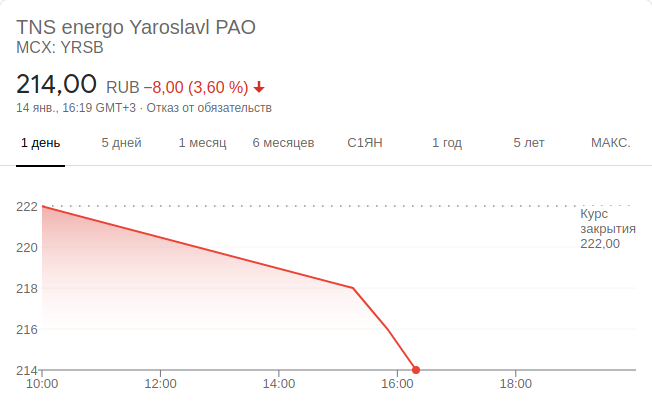 TNS energo Yaroslavl PAO
MCX: YRSB
214,00 RUB −8,00 (3,60 %)
14 янв., 16:19 GMT+3 · Отказ от обязательств
1 день 5 дней 1 месяц 6 месяцев С1ЯН 1 год 5 лет МАКС.
222
Курс
закрытия
222,00
220
218
216
214
10:00 12:00 14:00 16:00 18:00